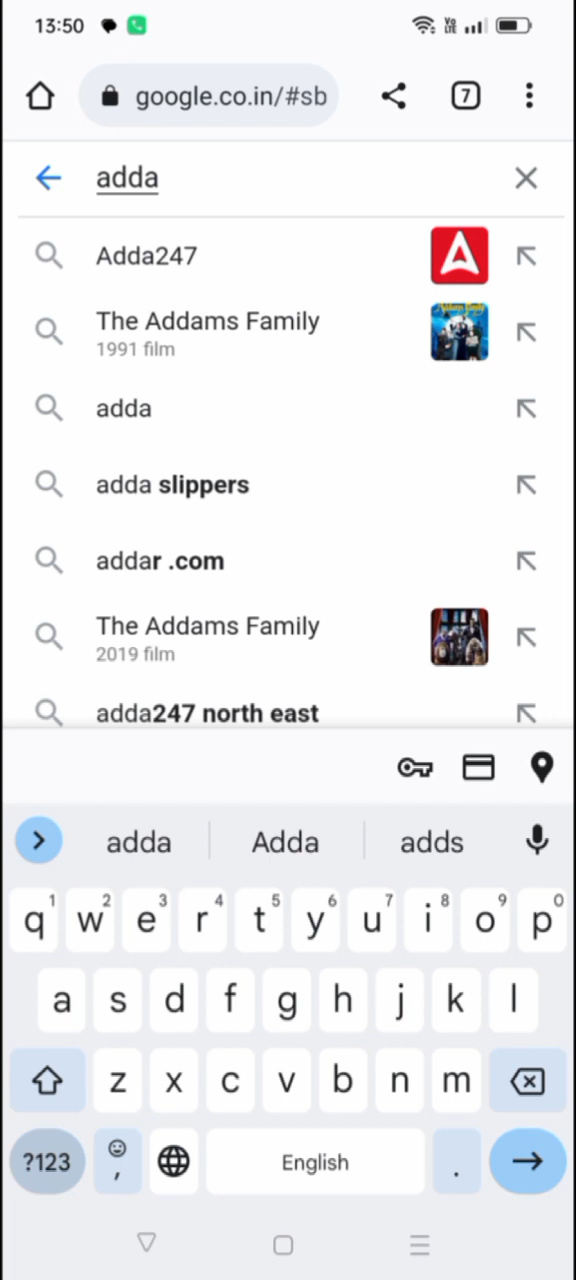 13:50
Vo LTE
google.co.in/#sb
7
adda
Adda247
The Addams Family
1991 film
adda
adda slippers
addar .com
The Addams Family
2019 film
adda247 north east
adda Adda adds
q1 w2 e3 r4 t5 y6 u7 i8 o9 p0
a s d f g h j k l
z x c v b n m
?123 , English .